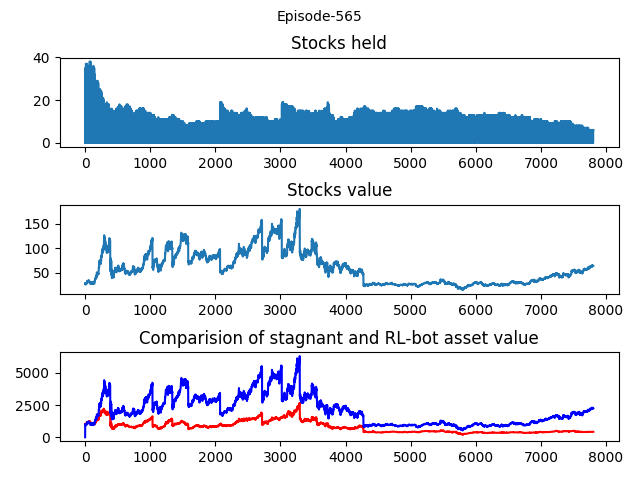 Episode-565
Stocks held
40
20
0
0 1000 2000 3000 4000 5000 6000 7000 8000
Stocks value
150
100
50
0 1000 2000 3000 4000 5000 6000 7000 8000
Comparision of stagnant and RL-bot asset value
5000
2500
0
0 1000 2000 3000 4000 5000 6000 7000 8000